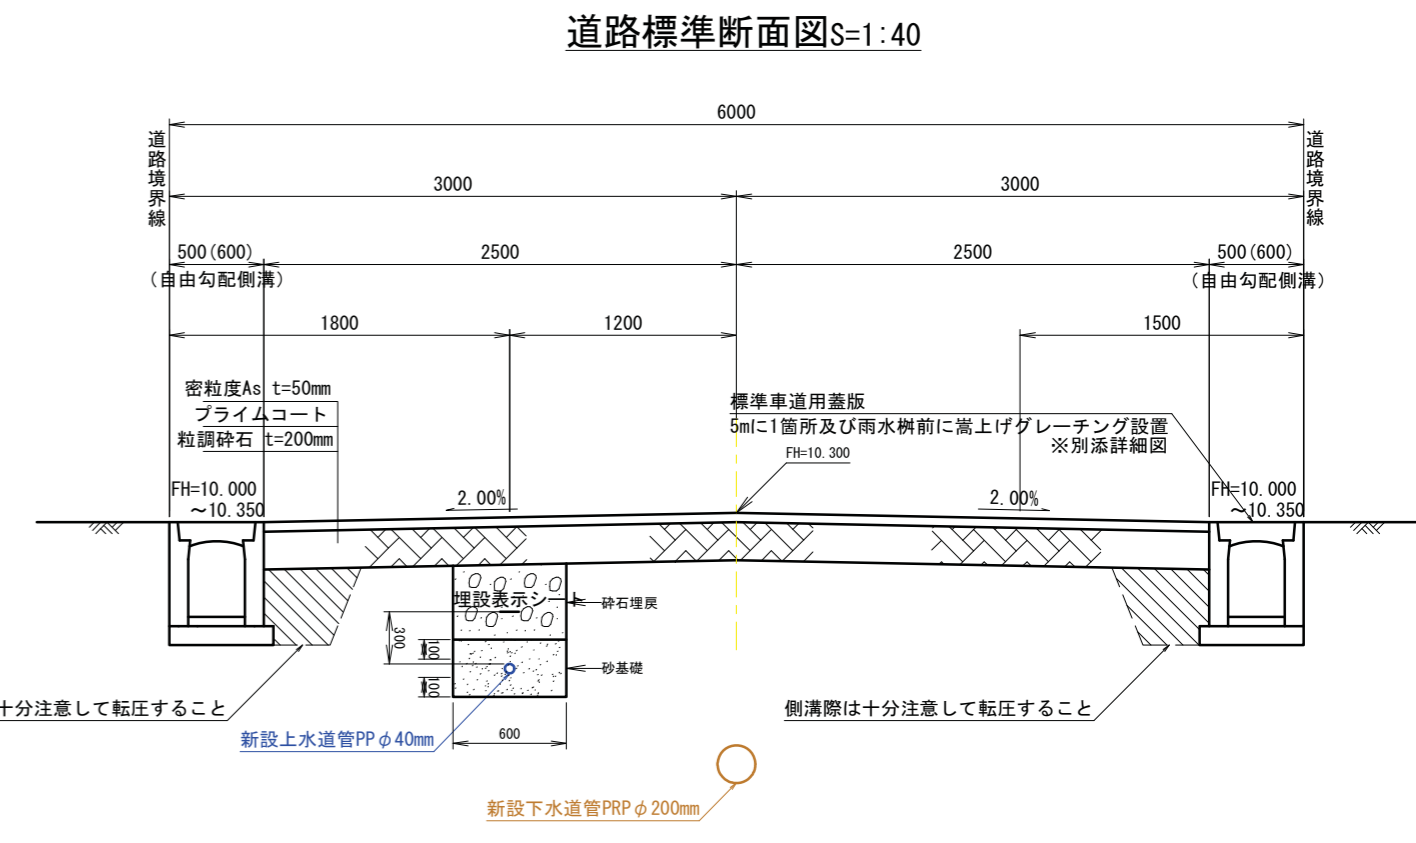 道路標準断面図S=1:40
6000
道路境界線
道路境界線
3000
3000
500(600)
2500
2500
500(600)
(自由勾配側溝)
(自由勾配側溝)
1800
1200
1500
密粒度As t=50mm
プライムコート
粒調砕石 t=200mm
標準車道用蓋版
5mに1箇所及び雨水桝前に嵩上げグレーチング設置
※別添詳細図
FH=10.300
FH=10.000
～10.350
2.00%
2.00%
FH=10.000
～10.350
埋設表示シート
砕石埋戻
300
100
砂基礎
100
十分注意して転圧すること
側溝際は十分注意して転圧すること
新設上水道管PPφ40mm
600
新設下水道管PRPφ200mm